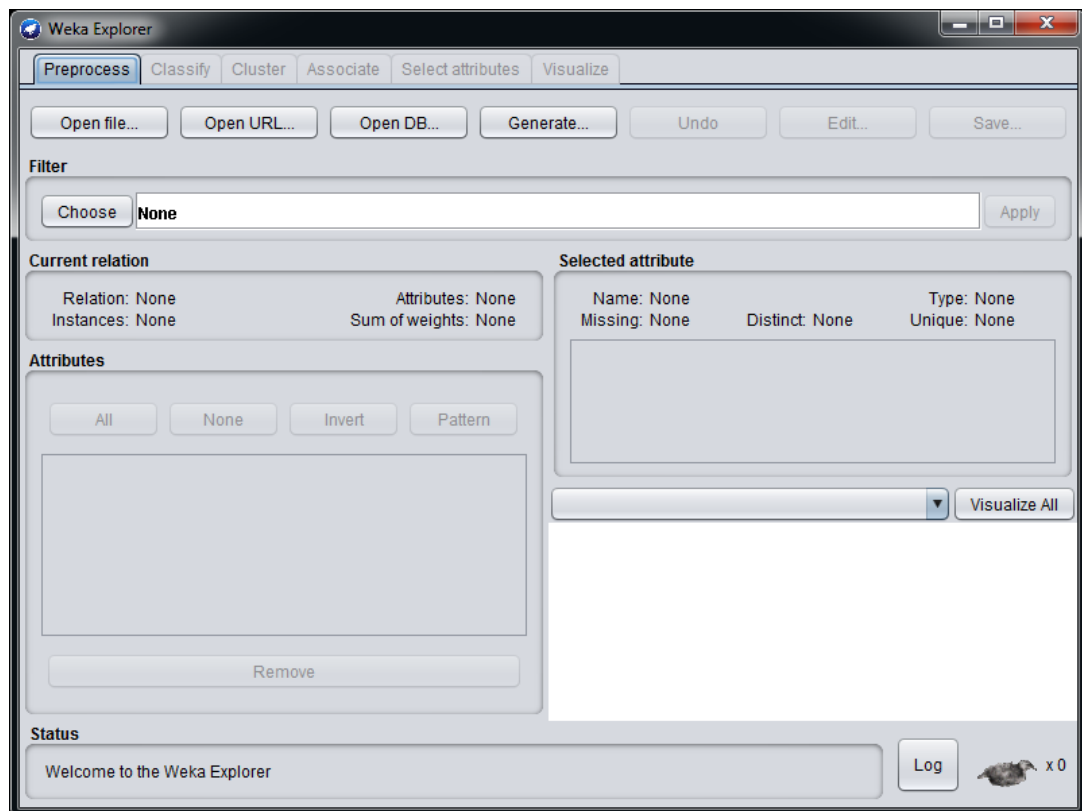 Weka Explorer
Preprocess Classify Cluster Associate Select attributes Visualize
Open file... Open URL... Open DB... Generate... Undo Edit... Save...
Filter
Choose None Apply
Current relation
Relation: None Attributes: None
Instances: None Sum of weights: None
Selected attribute
Name: None Type: None
Missing: None Distinct: None Unique: None
Attributes
All None Invert Pattern
Remove
Visualize All
Status
Welcome to the Weka Explorer
Log
x 0